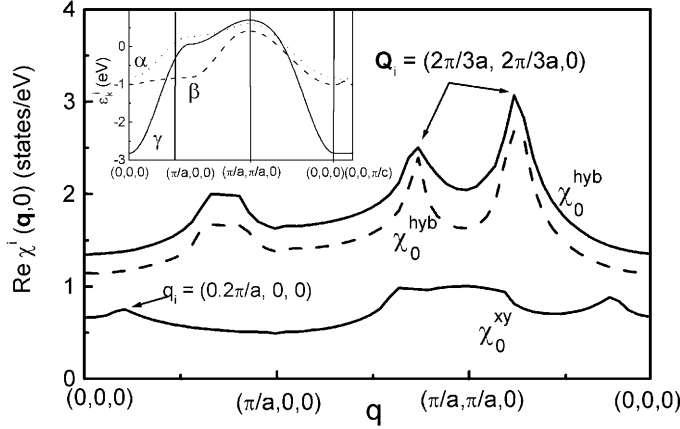 4
3
2
1
0
Re χ^i (q,0) (states/eV)
(0,0,0)
(π/a,0,0)
q
(π/a,π/a,0)
(0,0,0)
Q_i = (2π/3a, 2π/3a,0)
χ_0^hyb
χ_0^hyb
χ_0^xy
q_i = (0.2π/a, 0, 0)
0
-1
-2
-3
ε_k^i (eV)
α
β
γ
(0,0,0)
(π/a,0,0)
(π/a,π/a,0)
(0,0,0)
(0,0,π/c)